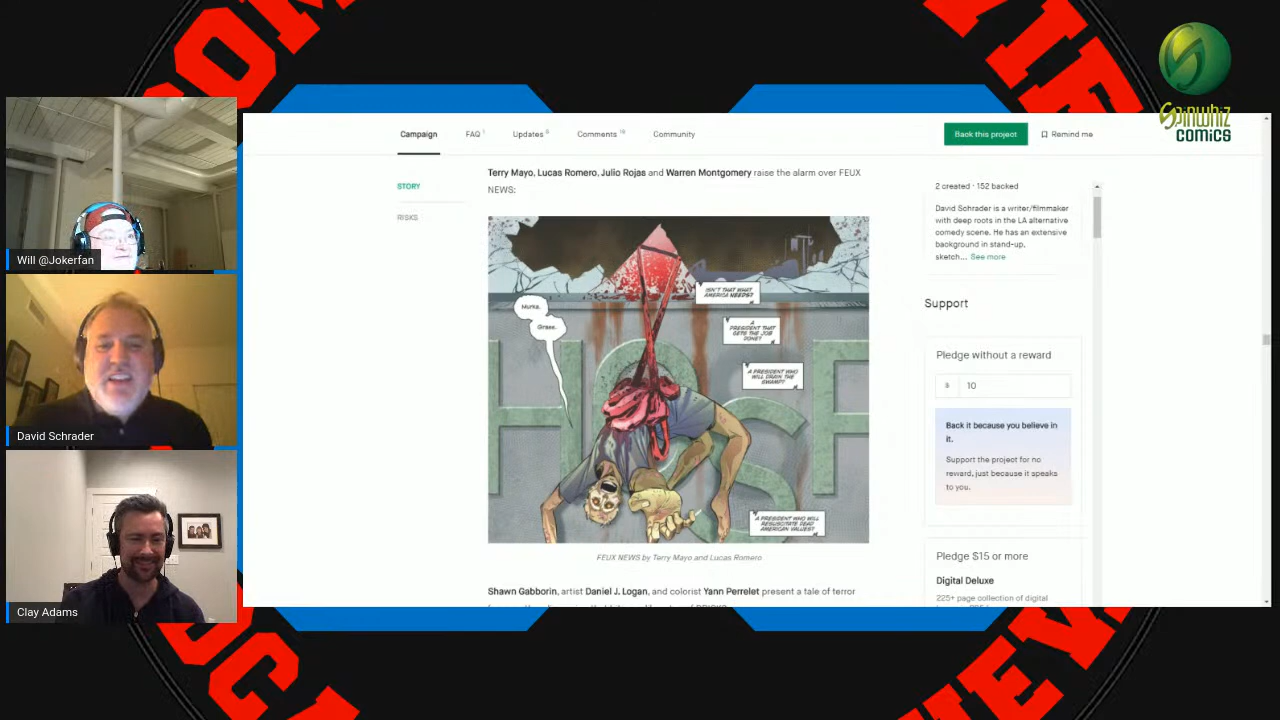 SpinWhiz
COMICS
Will @Jokerfan
David Schrader
Clay Adams
Campaign
FAQ 1
Updates
Comments
Community
Back this project
Remind me
STORY
RISKS
Terry Mayo, Lucas Romero, Julio Rojas and Warren Montgomery raise the alarm over FEUX
NEWS:
ISN'T THAT WHAT
AMERICA NEEDS?
A
PRESIDENT THAT
GETS THE JOB
DONE?
A PRESIDENT WHO
WILL DRAIN THE
SWAMP?
A PRESIDENT WHO WILL
RESUSCITATE DEAD
AMERICAN VALUES?
HOSP
FEUX NEWS by Terry Mayo and Lucas Romero
Shawn Gabborin, artist Daniel J. Logan, and colorist Yann Perrelet present a tale of terror
2 created · 152 backed
David Schrader is a writer/filmmaker
with deep roots in the LA alternative
comedy scene. He has an extensive
background in stand-up,
sketch... See more
Support
Pledge without a reward
$ 10
Back it because you believe in
it.
Support the project for no
reward, just because it speaks
to you.
Pledge $15 or more
Digital Deluxe
225+ page collection of digital